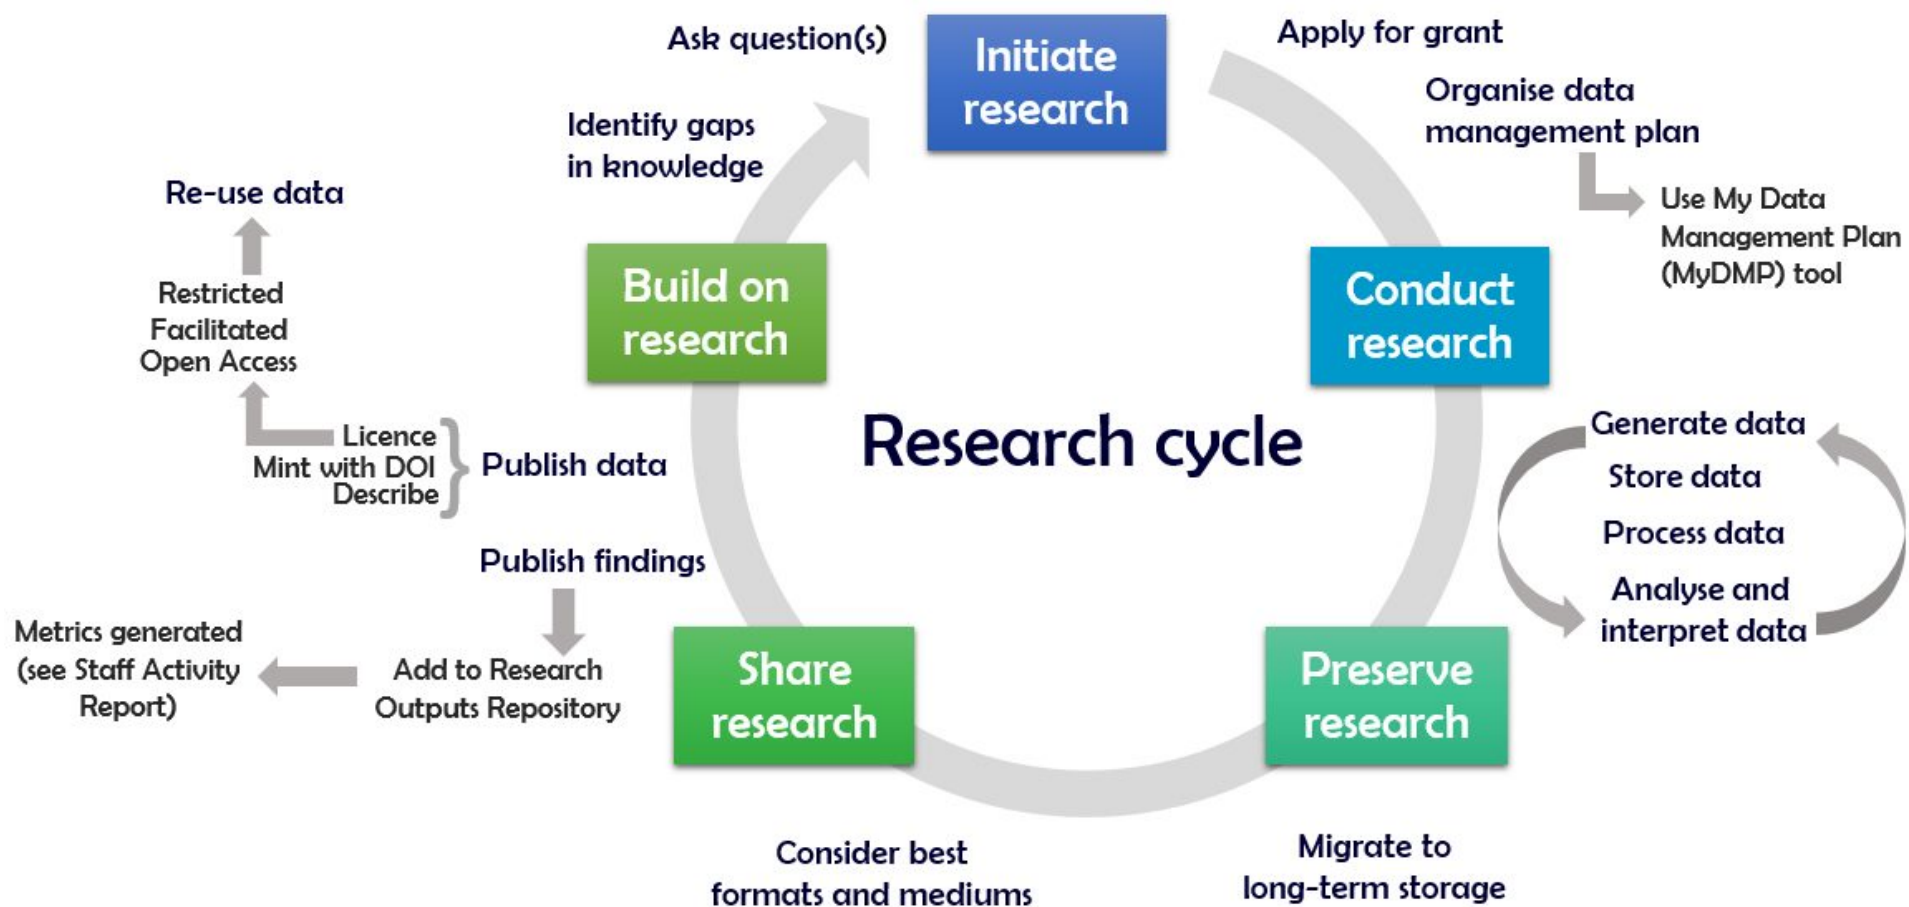 Ask question(s)
Initiate
research
Apply for grant
Organise data
management plan
Use My Data
Management Plan
(MyDMP) tool
Conduct
research
Generate data
Store data
Process data
Analyse and
interpret data
Preserve
research
Migrate to
long-term storage
Consider best
formats and mediums
Share
research
Publish findings
Add to Research
Outputs Repository
Metrics generated
(see Staff Activity
Report)
Publish data
Licence
Mint with DOI
Describe
Restricted
Facilitated
Open Access
Re-use data
Build on
research
Identify gaps
in knowledge
Research cycle